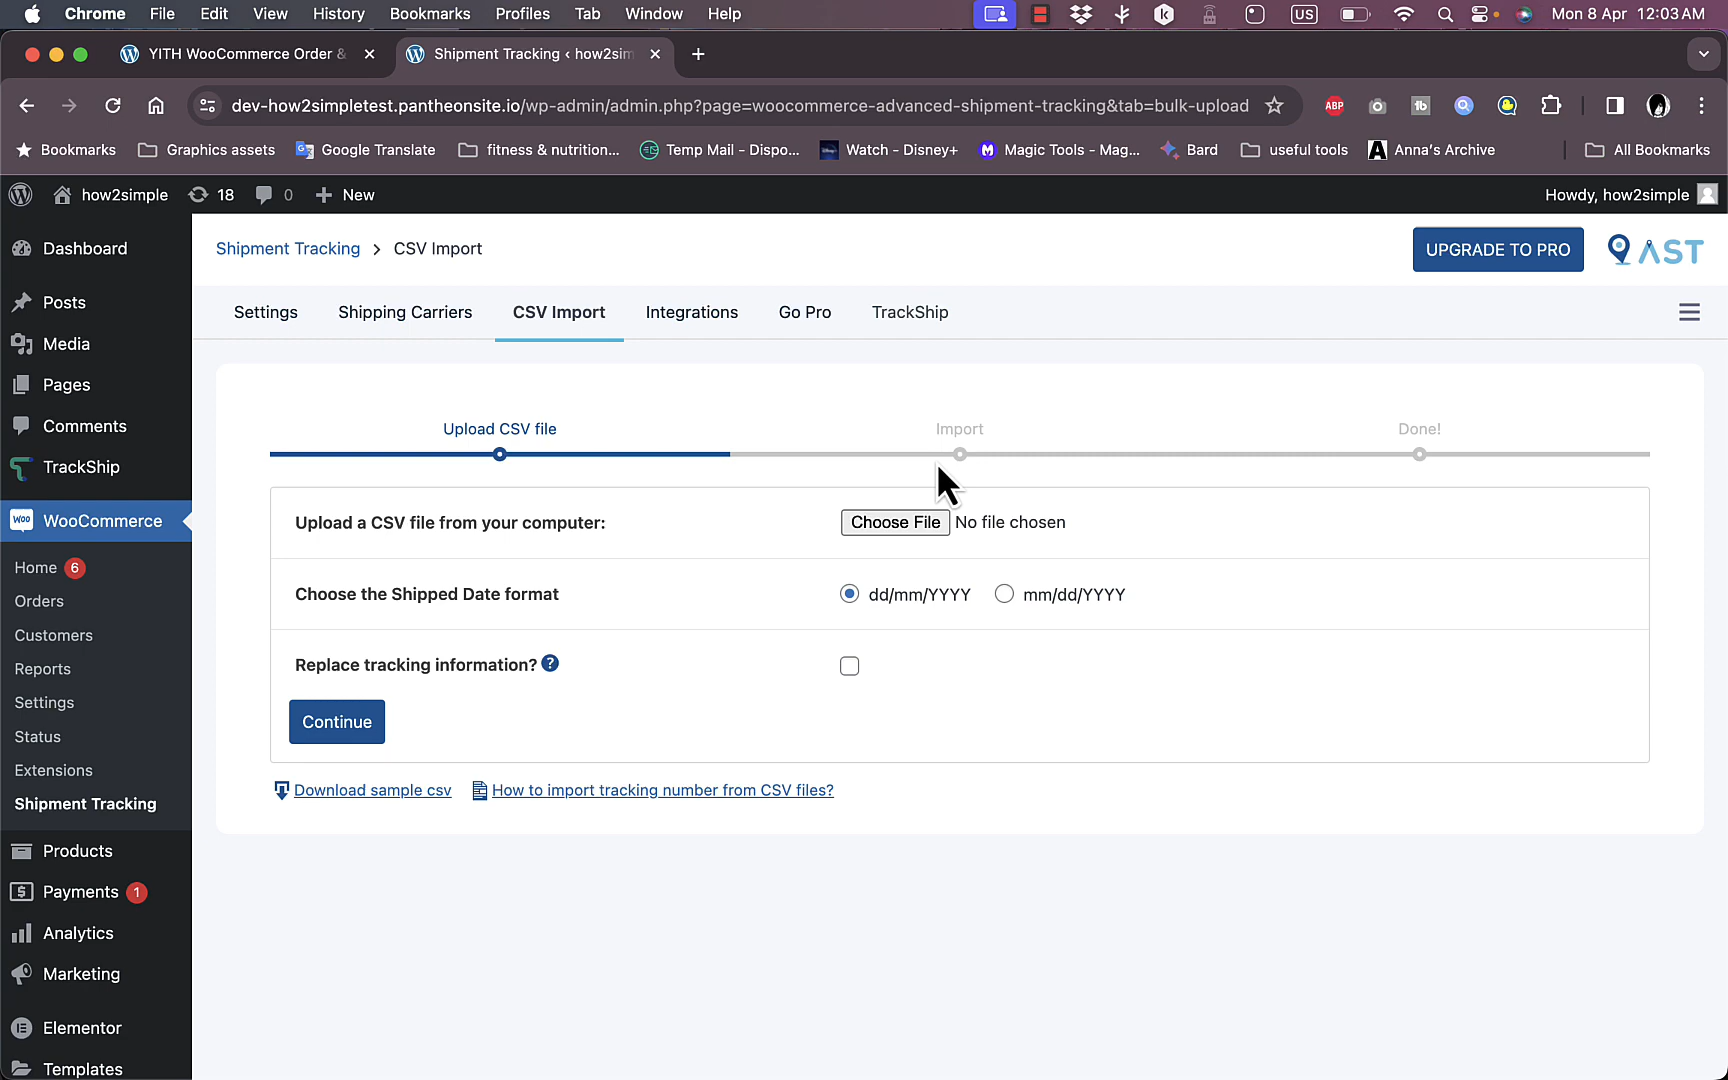 Chrome File Edit View History Bookmarks Profiles Tab Window Help US Mon 8 Apr 12:03 AM
YITH WooCommerce Order & Shipment Tracking ‹ how2sim
dev-how2simpletest.pantheonsite.io/wp-admin/admin.php?page=woocommerce-advanced-shipment-tracking&tab=bulk-upload ABP tb
Bookmarks Graphics assets Google Translate fitness & nutrition... Temp Mail - Dispo... Watch - Disney+ Magic Tools - Mag... Bard useful tools Anna's Archive All Bookmarks
how2simple 18 0 New Howdy, how2simple
Dashboard
Posts
Media
Pages
Comments
TrackShip
WooCommerce
Home 6
Orders
Customers
Reports
Settings
Status
Extensions
Shipment Tracking
Products
Payments 1
Analytics
Marketing
Elementor
Templates
Shipment Tracking > CSV Import UPGRADE TO PRO AST
Settings Shipping Carriers CSV Import Integrations Go Pro TrackShip
Upload CSV file Import Done!
Upload a CSV file from your computer: Choose File No file chosen
Choose the Shipped Date format dd/mm/YYYY mm/dd/YYYY
Replace tracking information? ?
Continue
Download sample csv How to import tracking number from CSV files?